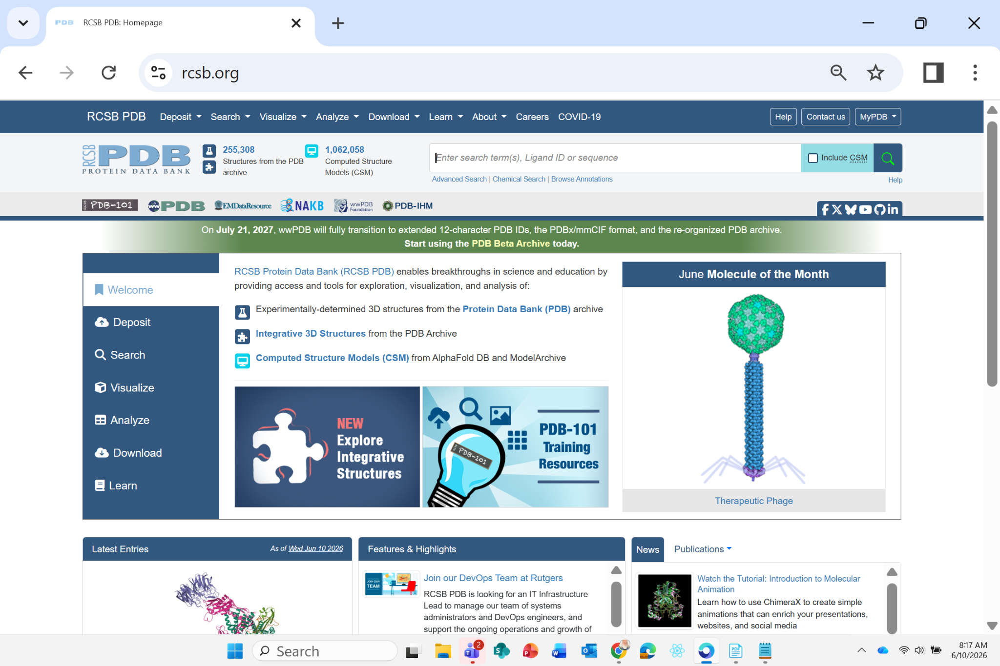 PDB RCSB PDB: Homepage
rcsb.org
RCSB PDB Deposit Search Visualize Analyze Download Learn About Careers COVID-19 Help Contact us MyPDB
RCSB PDB
PROTEIN DATA BANK
255,308
Structures from the PDB
archive
1,062,058
Computed Structure
Models (CSM)
Enter search term(s), Ligand ID or sequence
Include CSM
Advanced Search | Chemical Search | Browse Annotations
Help
RCSB PDB-101
wwPDB
EMDataResource
NAKB
wwPDB
Foundation
PDB-IHM
On July 21, 2027, wwPDB will fully transition to extended 12-character PDB IDs, the PDBx/mmCIF format, and the re-organized PDB archive.
Start using the PDB Beta Archive today.
Welcome
Deposit
Search
Visualize
Analyze
Download
Learn
RCSB Protein Data Bank (RCSB PDB) enables breakthroughs in science and education by
providing access and tools for exploration, visualization, and analysis of:
Experimentally-determined 3D structures from the Protein Data Bank (PDB) archive
Integrative 3D Structures from the PDB Archive
Computed Structure Models (CSM) from AlphaFold DB and ModelArchive
NEW
Explore
Integrative
Structures
RCSB PDB-101
PDB-101
Training
Resources
June Molecule of the Month
Therapeutic Phage
Latest Entries
As of Wed Jun 10 2026
Features & Highlights
JOIN OUR
TEAM
Join our DevOps Team at Rutgers
RCSB PDB is looking for an IT Infrastructure
Lead to manage our team of systems
administrators and DevOps engineers, and
support the ongoing operations and growth of
News
Publications
Watch the Tutorial: Introduction to Molecular
Animation
Learn how to use ChimeraX to create simple
animations that can enrich your presentations,
websites, and social media
Search
2
8:17 AM
6/10/2026